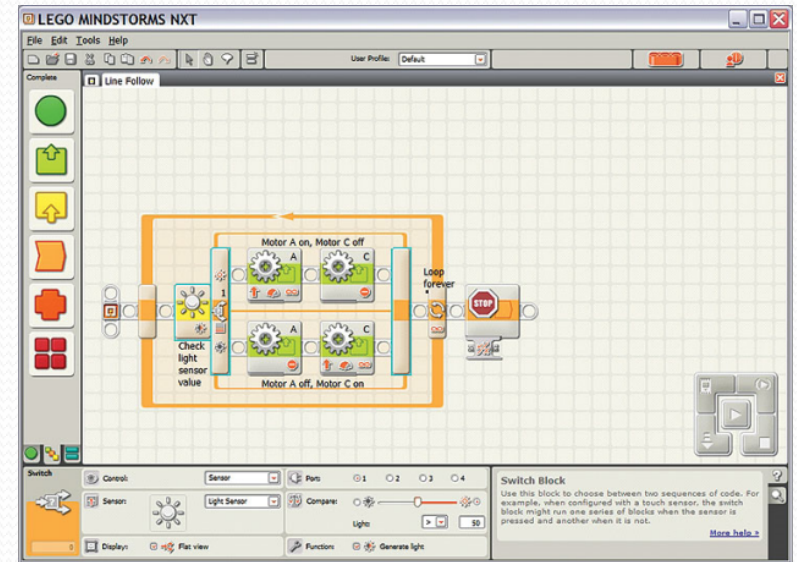 LEGO MINDSTORMS NXT
File Edit Tools Help
User Profile: Default
Complete
Line Follow
Motor A on, Motor C off
A C
Loop
forever
1
STOP
A C
Check
light
sensor
value
Motor A off, Motor C on
Switch
Control: Sensor
Port: 1 2 3 4
Sensor: Light Sensor
Compare:
Light: > 50
Display: Flat view
Function: Generate light
0
Switch Block
Use this block to choose between two sequences of code. For
example, when configured with a touch sensor, the switch
block might run one series of blocks when the sensor is
pressed and another when it is not.
More help »
?